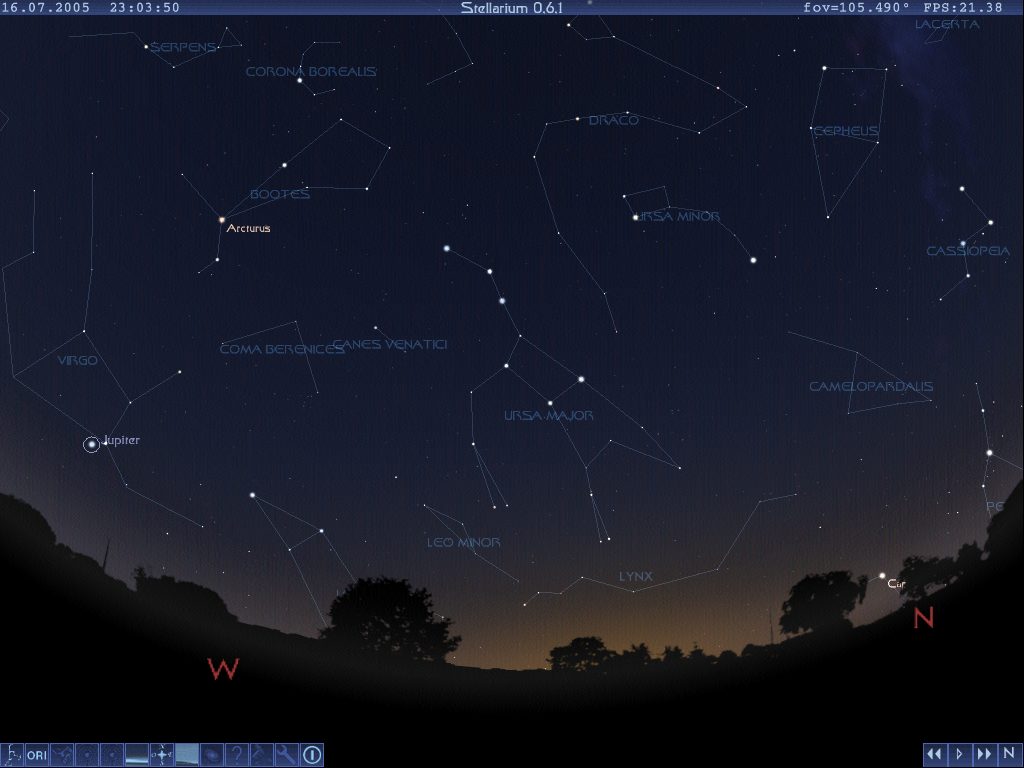 16.07.2005 23:03:50 Stellarium 0.6.1 fov=105.490° FPS:21.38
LACERTA
SERPENS
CORONA BOREALIS
DRACO
CEPHEUS
BOOTES
URSA MINOR
Arcturus
CASSIOPEIA
COMA BERENICES
CANES VENATICI
VIRGO
CAMELOPARDALIS
URSA MAJOR
Jupiter
PE
LEO MINOR
LYNX
N
W
ORI
?
N